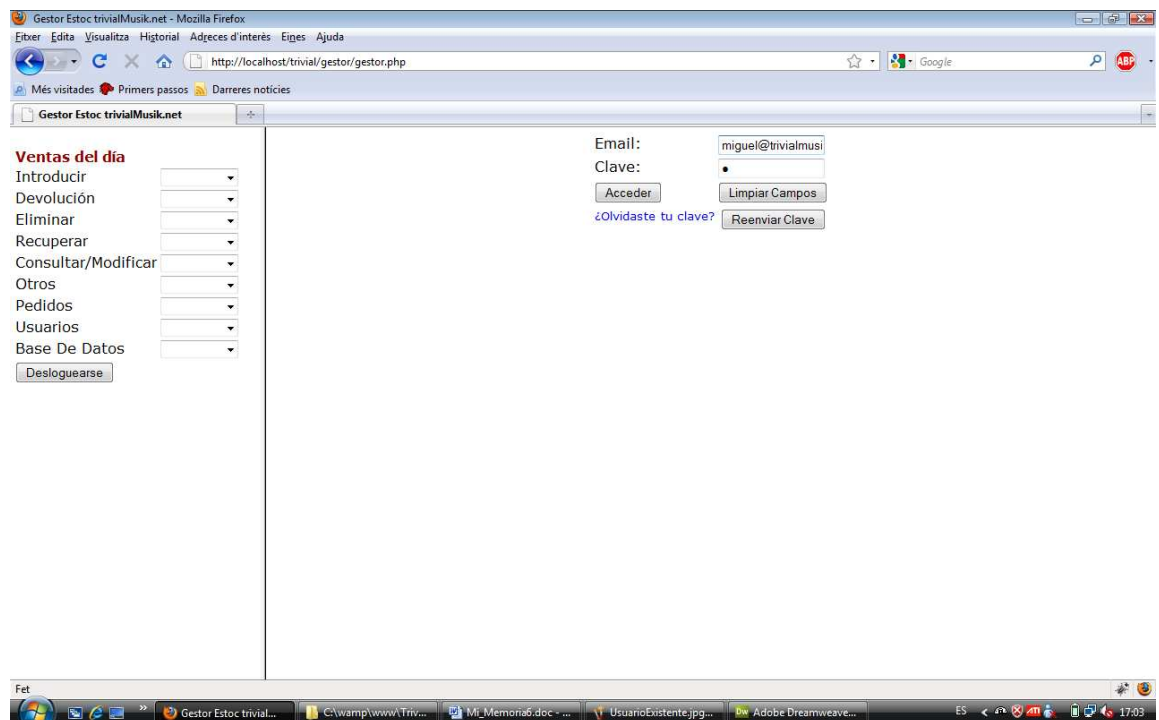 Gestor Estoc trivialMusik.net - Mozilla Firefox
Fitxer Edita Visualitza Historial Adreces d'interès Eines Ajuda
http://localhost/trivial/gestor/gestor.php
Google
ABP
Més visitades Primers passos Darreres notícies
Gestor Estoc trivialMusik.net
Ventas del día
Introducir
Devolución
Eliminar
Recuperar
Consultar/Modificar
Otros
Pedidos
Usuarios
Base De Datos
Desloguearse
Email: miguel@trivialmusi
Clave: ●
Acceder Limpiar Campos
¿Olvidaste tu clave? Reenviar Clave
Fet
Gestor Estoc trivial... C:\wamp\www\Triv... Mi_Memoria6.doc - ... UsuarioExistente.jpg... Dw Adobe Dreamweave... ES 17:03